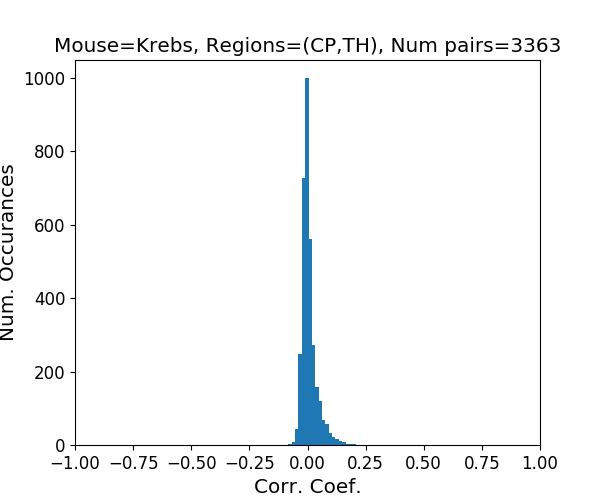 Mouse=Krebs, Regions=(CP,TH), Num pairs=3363
1000
800
600
400
200
0
Num. Occurances
−1.00 −0.75 −0.50 −0.25 0.00 0.25 0.50 0.75 1.00
Corr. Coef.